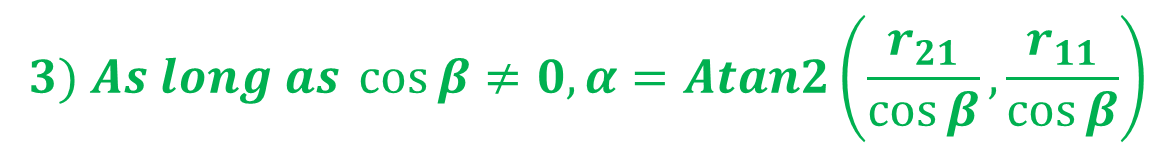 3) As long as cos β ≠ 0, α = Atan2 ( r₂₁ / cos β , r₁₁ / cos β )